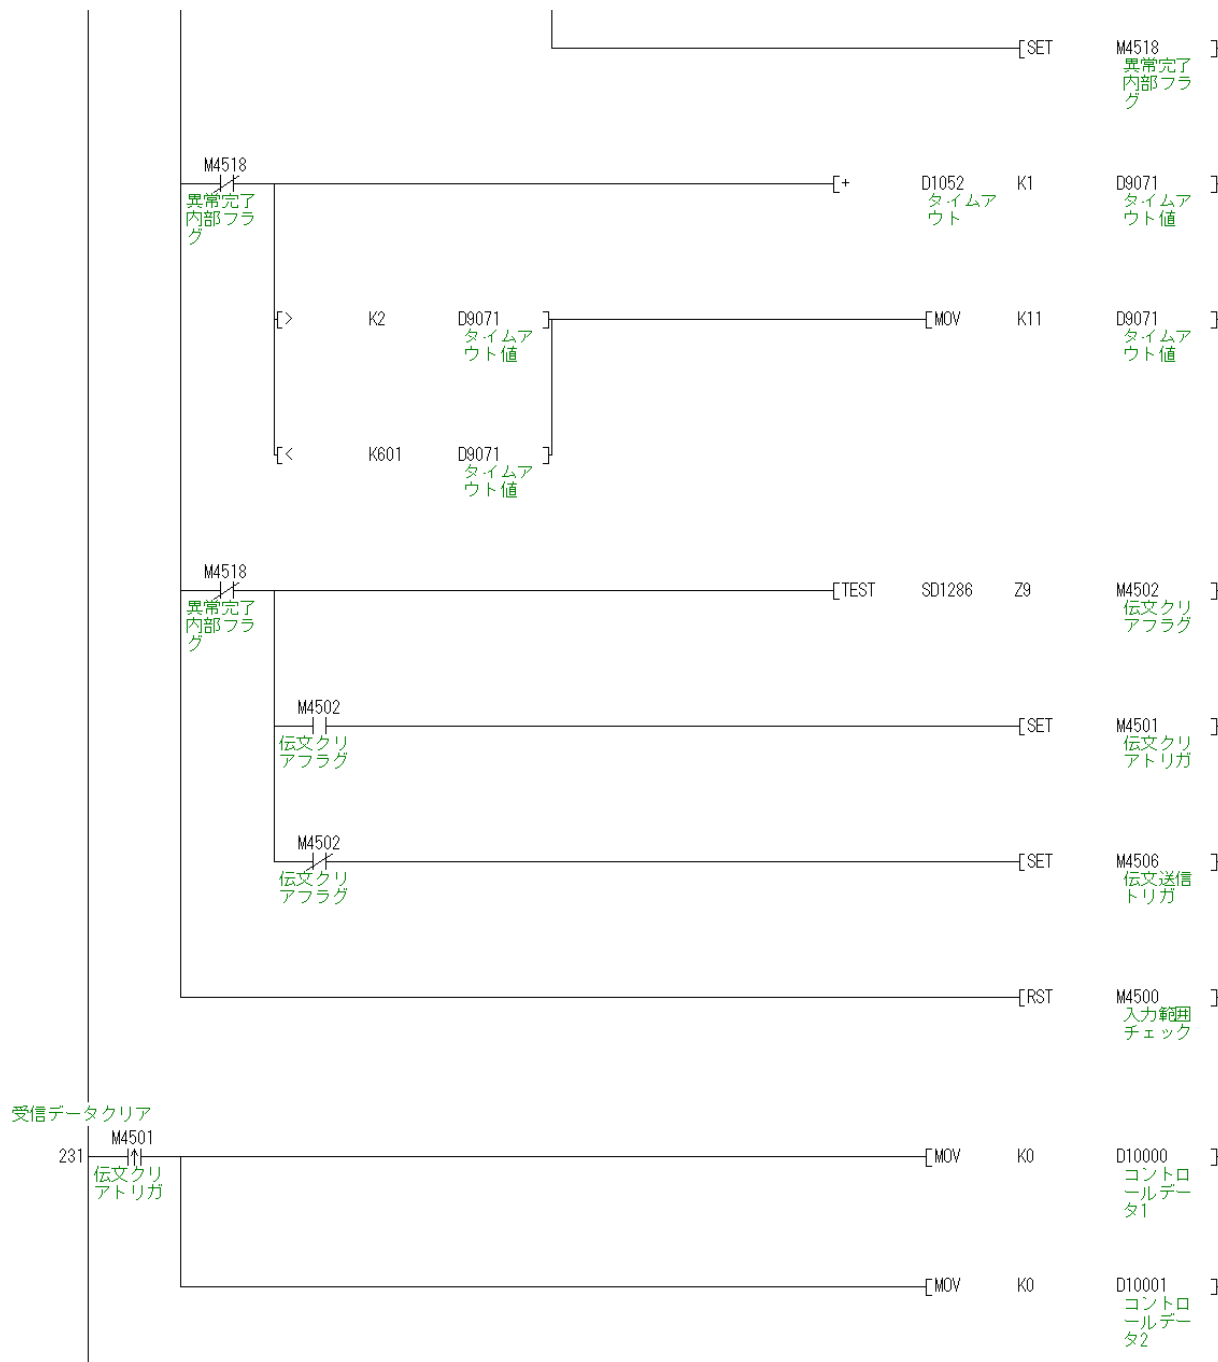 [SET M4518 ]
異常完了
内部フラ
グ
M4518
異常完了
内部フラ
グ
[+ D1052 K1 D9071 ]
タイムア
ウト
タイムア
ウト値
[> K2 D9071 ]
タイムア
ウト値
[MOV K11 D9071 ]
タイムア
ウト値
[< K601 D9071 ]
タイムア
ウト値
M4518
異常完了
内部フラ
グ
[TEST SD1286 Z9 M4502 ]
伝文クリ
アフラグ
M4502
伝文クリ
アフラグ
[SET M4501 ]
伝文クリ
アトリガ
M4502
伝文クリ
アフラグ
[SET M4506 ]
伝文送信
トリガ
[RST M4500 ]
入力範囲
チェック
受信データクリア
231
M4501
伝文クリ
アトリガ
[MOV K0 D10000 ]
コントロ
ールデー
タ1
[MOV K0 D10001 ]
コントロ
ールデー
タ2